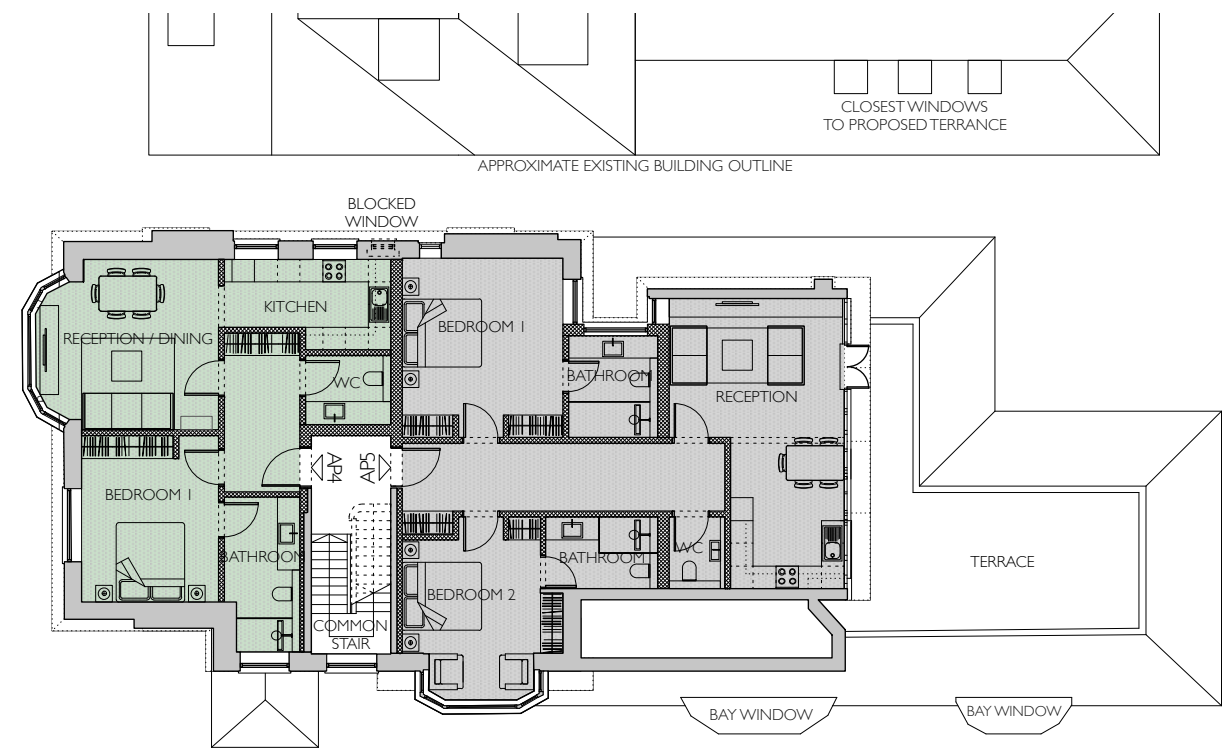 CLOSEST WINDOWS
TO PROPOSED TERRANCE
APPROXIMATE EXISTING BUILDING OUTLINE
BLOCKED
WINDOW
KITCHEN
RECEPTION / DINING
BEDROOM 1
BATHROOM
WC
RECEPTION
AP4
AP5
BEDROOM 1
BATHROOM
BATHROOM
WC
TERRACE
BEDROOM 2
COMMON
STAIR
BAY WINDOW
BAY WINDOW